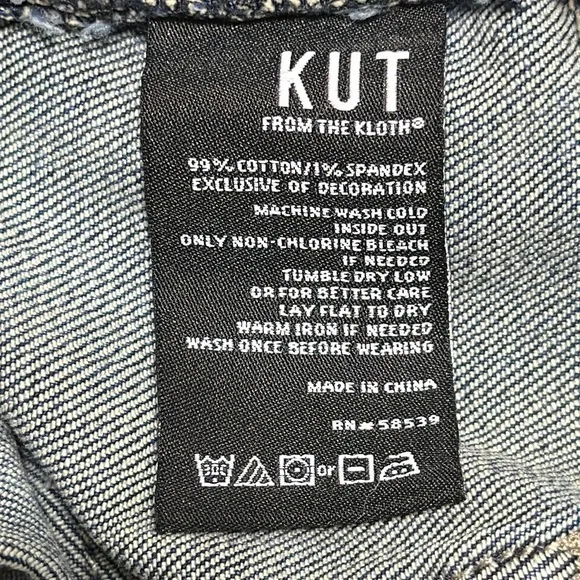 KUT
FROM THE KLOTH®
99% COTTON/1% SPANDEX
EXCLUSIVE OF DECORATION
MACHINE WASH COLD
INSIDE OUT
ONLY NON-CHLORINE BLEACH
IF NEEDED
TUMBLE DRY LOW
OR FOR BETTER CARE
LAY FLAT TO DRY
WARM IRON IF NEEDED
WASH ONCE BEFORE WEARING
MADE IN CHINA
RN# 58539
30C or